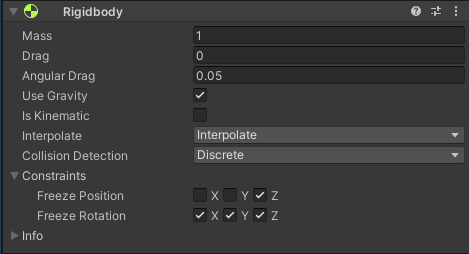 Rigidbody
Mass 1
Drag 0
Angular Drag 0.05
Use Gravity
Is Kinematic
Interpolate Interpolate
Collision Detection Discrete
Constraints
Freeze Position X Y Z
Freeze Rotation X Y Z
Info